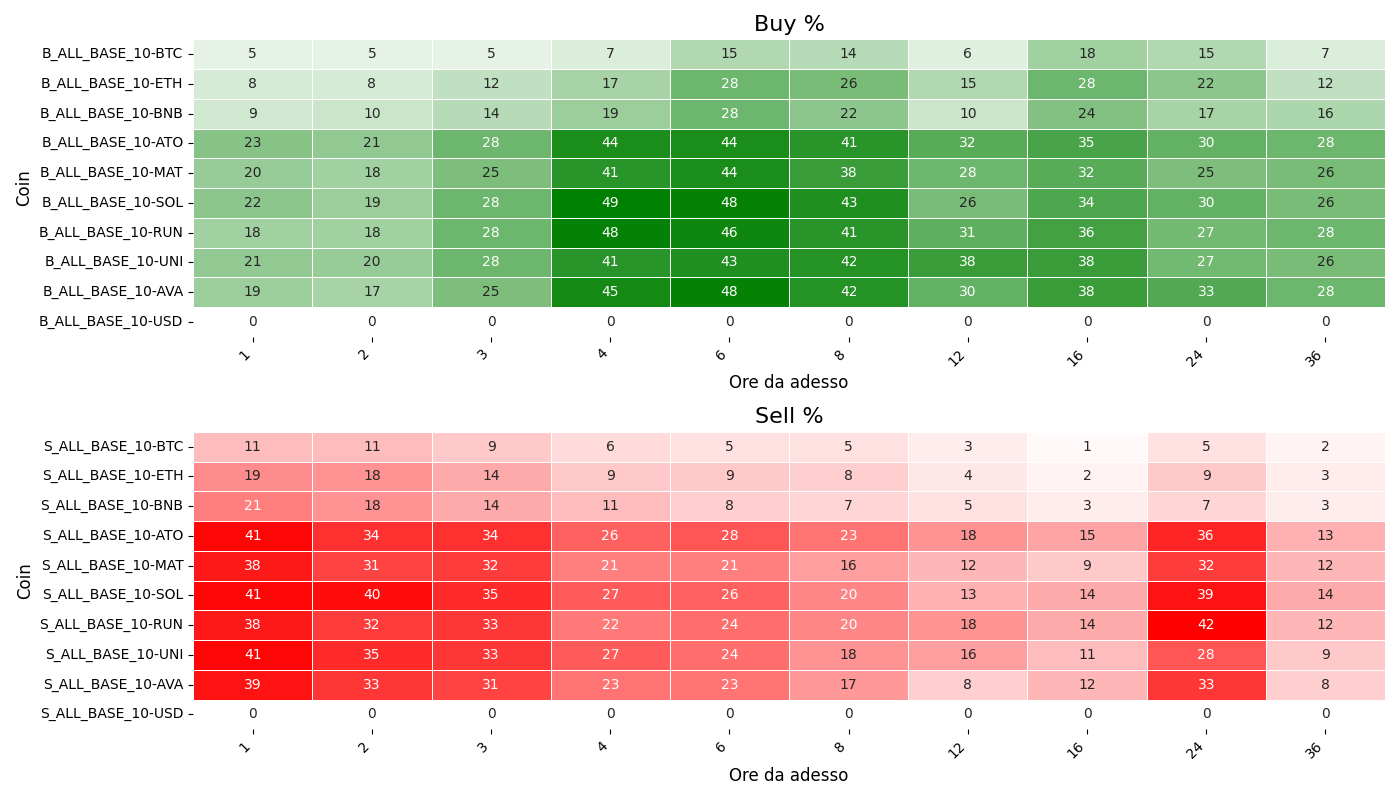 Buy %
Coin
B_ALL_BASE_10-BTC 5 5 5 7 15 14 6 18 15 7
B_ALL_BASE_10-ETH 8 8 12 17 28 26 15 28 22 12
B_ALL_BASE_10-BNB 9 10 14 19 28 22 10 24 17 16
B_ALL_BASE_10-ATO 23 21 28 44 44 41 32 35 30 28
B_ALL_BASE_10-MAT 20 18 25 41 44 38 28 32 25 26
B_ALL_BASE_10-SOL 22 19 28 49 48 43 26 34 30 26
B_ALL_BASE_10-RUN 18 18 28 48 46 41 31 36 27 28
B_ALL_BASE_10-UNI 21 20 28 41 43 42 38 38 27 26
B_ALL_BASE_10-AVA 19 17 25 45 48 42 30 38 33 28
B_ALL_BASE_10-USD 0 0 0 0 0 0 0 0 0 0
1 2 3 4 6 8 12 16 24 36
Ore da adesso
Sell %
Coin
S_ALL_BASE_10-BTC 11 11 9 6 5 5 3 1 5 2
S_ALL_BASE_10-ETH 19 18 14 9 9 8 4 2 9 3
S_ALL_BASE_10-BNB 21 18 14 11 8 7 5 3 7 3
S_ALL_BASE_10-ATO 41 34 34 26 28 23 18 15 36 13
S_ALL_BASE_10-MAT 38 31 32 21 21 16 12 9 32 12
S_ALL_BASE_10-SOL 41 40 35 27 26 20 13 14 39 14
S_ALL_BASE_10-RUN 38 32 33 22 24 20 18 14 42 12
S_ALL_BASE_10-UNI 41 35 33 27 24 18 16 11 28 9
S_ALL_BASE_10-AVA 39 33 31 23 23 17 8 12 33 8
S_ALL_BASE_10-USD 0 0 0 0 0 0 0 0 0 0
1 2 3 4 6 8 12 16 24 36
Ore da adesso